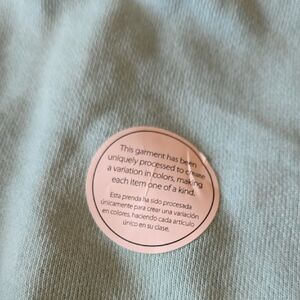 This garment has been
uniquely processed to create
a variation in colors, making
each item one of a kind.
Esta prenda ha sido procesada
únicamente para crear una variación
en colores, haciendo cada artículo
único en su clase.